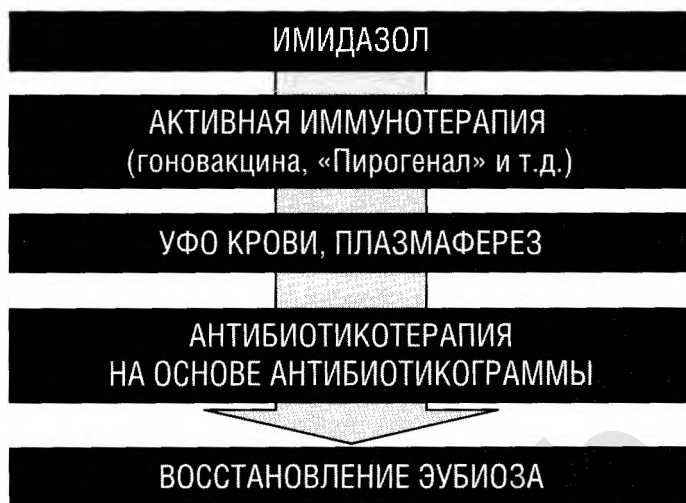 ИМИДАЗОЛ
АКТИВНАЯ ИММУНОТЕРАПИЯ
(гоновакцина, «Пирогенал» и т.д.)
УФО КРОВИ, ПЛАЗМАФЕРЕЗ
АНТИБИОТИКОТЕРАПИЯ
НА ОСНОВЕ АНТИБИОТИКОГРАММЫ
ВОССТАНОВЛЕНИЕ ЭУБИОЗА